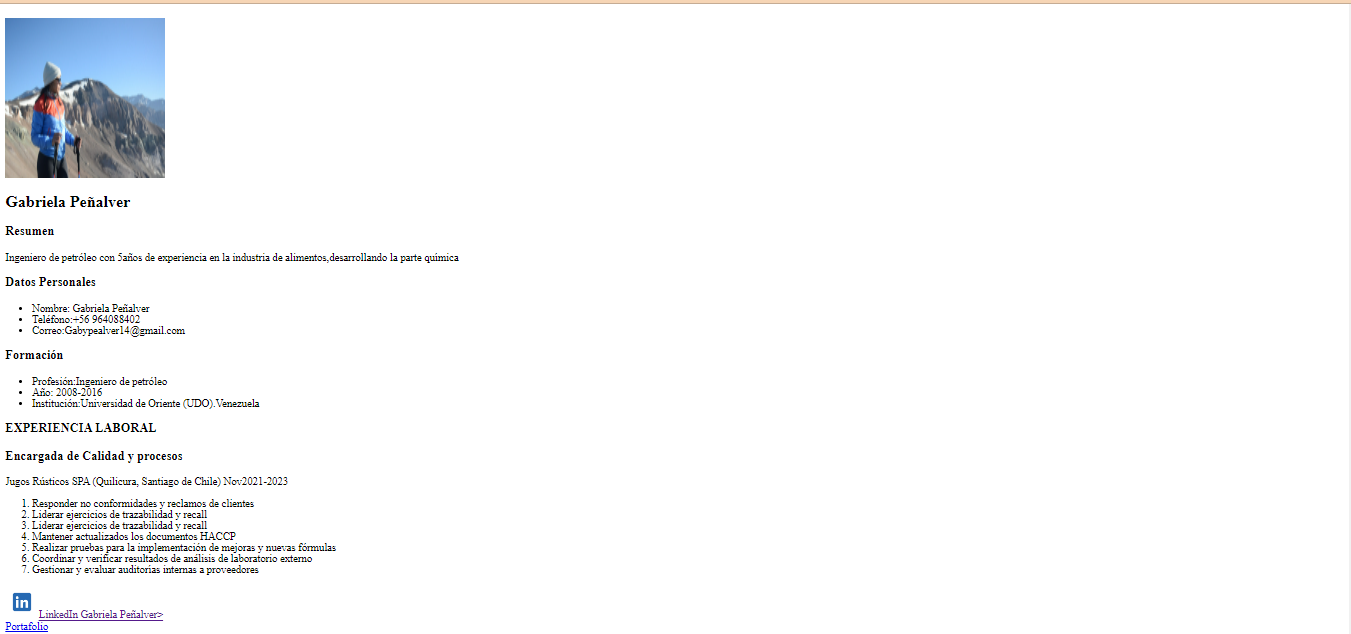 Gabriela Peñalver
Resumen
Ingeniero de petróleo con 5años de experiencia en la industria de alimentos,desarrollando la parte química
Datos Personales
Nombre: Gabriela Peñalver
Teléfono:+56 964088402
Correo:Gabypealver14@gmail.com
Formación
Profesión:Ingeniero de petróleo
Año: 2008-2016
Institución:Universidad de Oriente (UDO).Venezuela
EXPERIENCIA LABORAL
Encargada de Calidad y procesos
Jugos Rústicos SPA (Quilicura, Santiago de Chile) Nov2021-2023
1. Responder no conformidades y reclamos de clientes
2. Liderar ejercicios de trazabilidad y recall
3. Liderar ejercicios de trazabilidad y recall
4. Mantener actualizados los documentos HACCP
5. Realizar pruebas para la implementación de mejoras y nuevas fórmulas
6. Coordinar y verificar resultados de análisis de laboratorio externo
7. Gestionar y evaluar auditorias internas a proveedores
in LinkedIn Gabriela Peñalver>
Portafolio